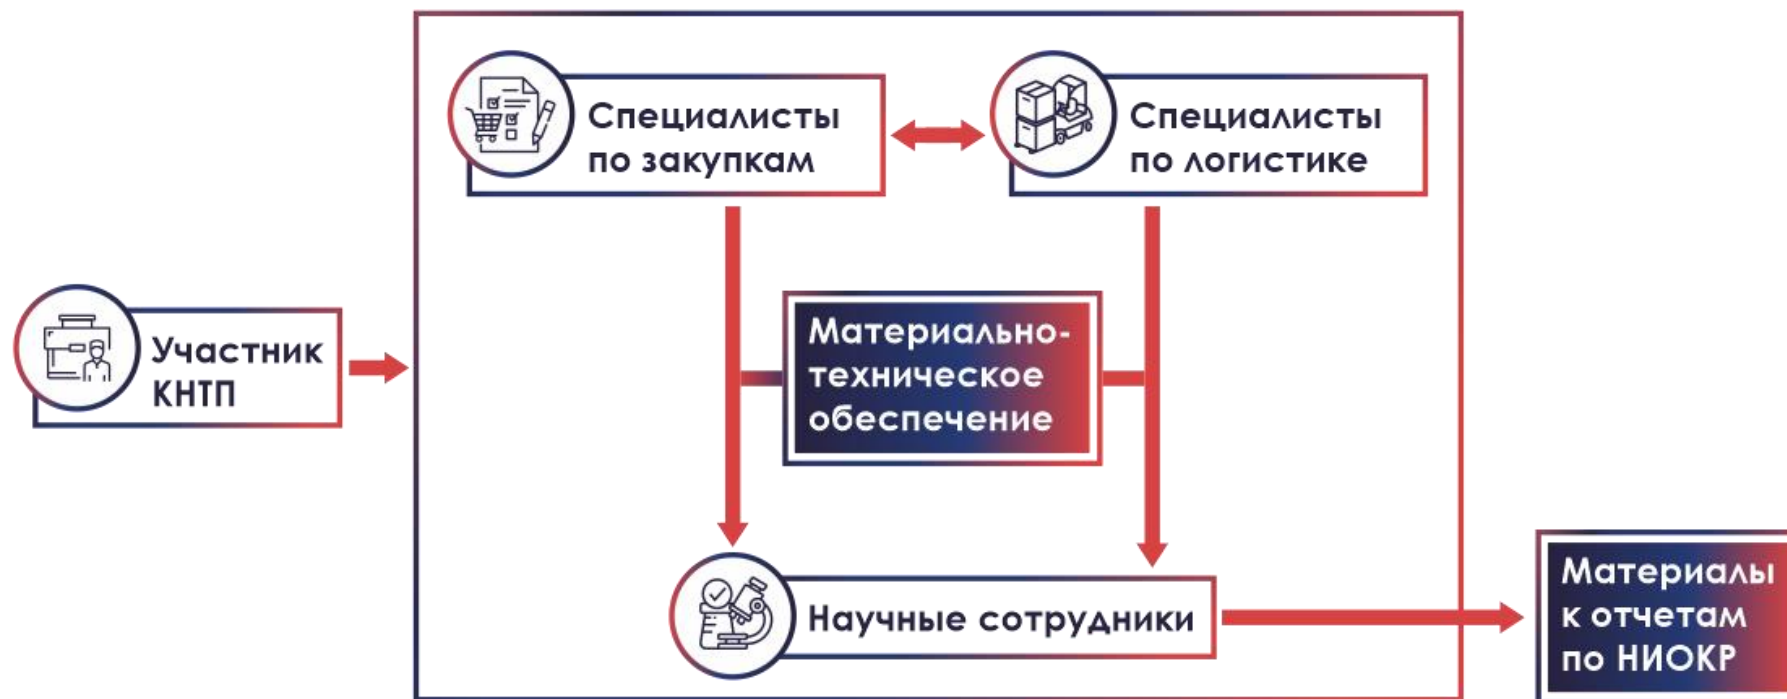 Специалисты
по закупкам
Специалисты
по логистике
Участник
КНТП
Материально-
техническое
обеспечение
Научные сотрудники
Материалы
к отчетам
по НИОКР